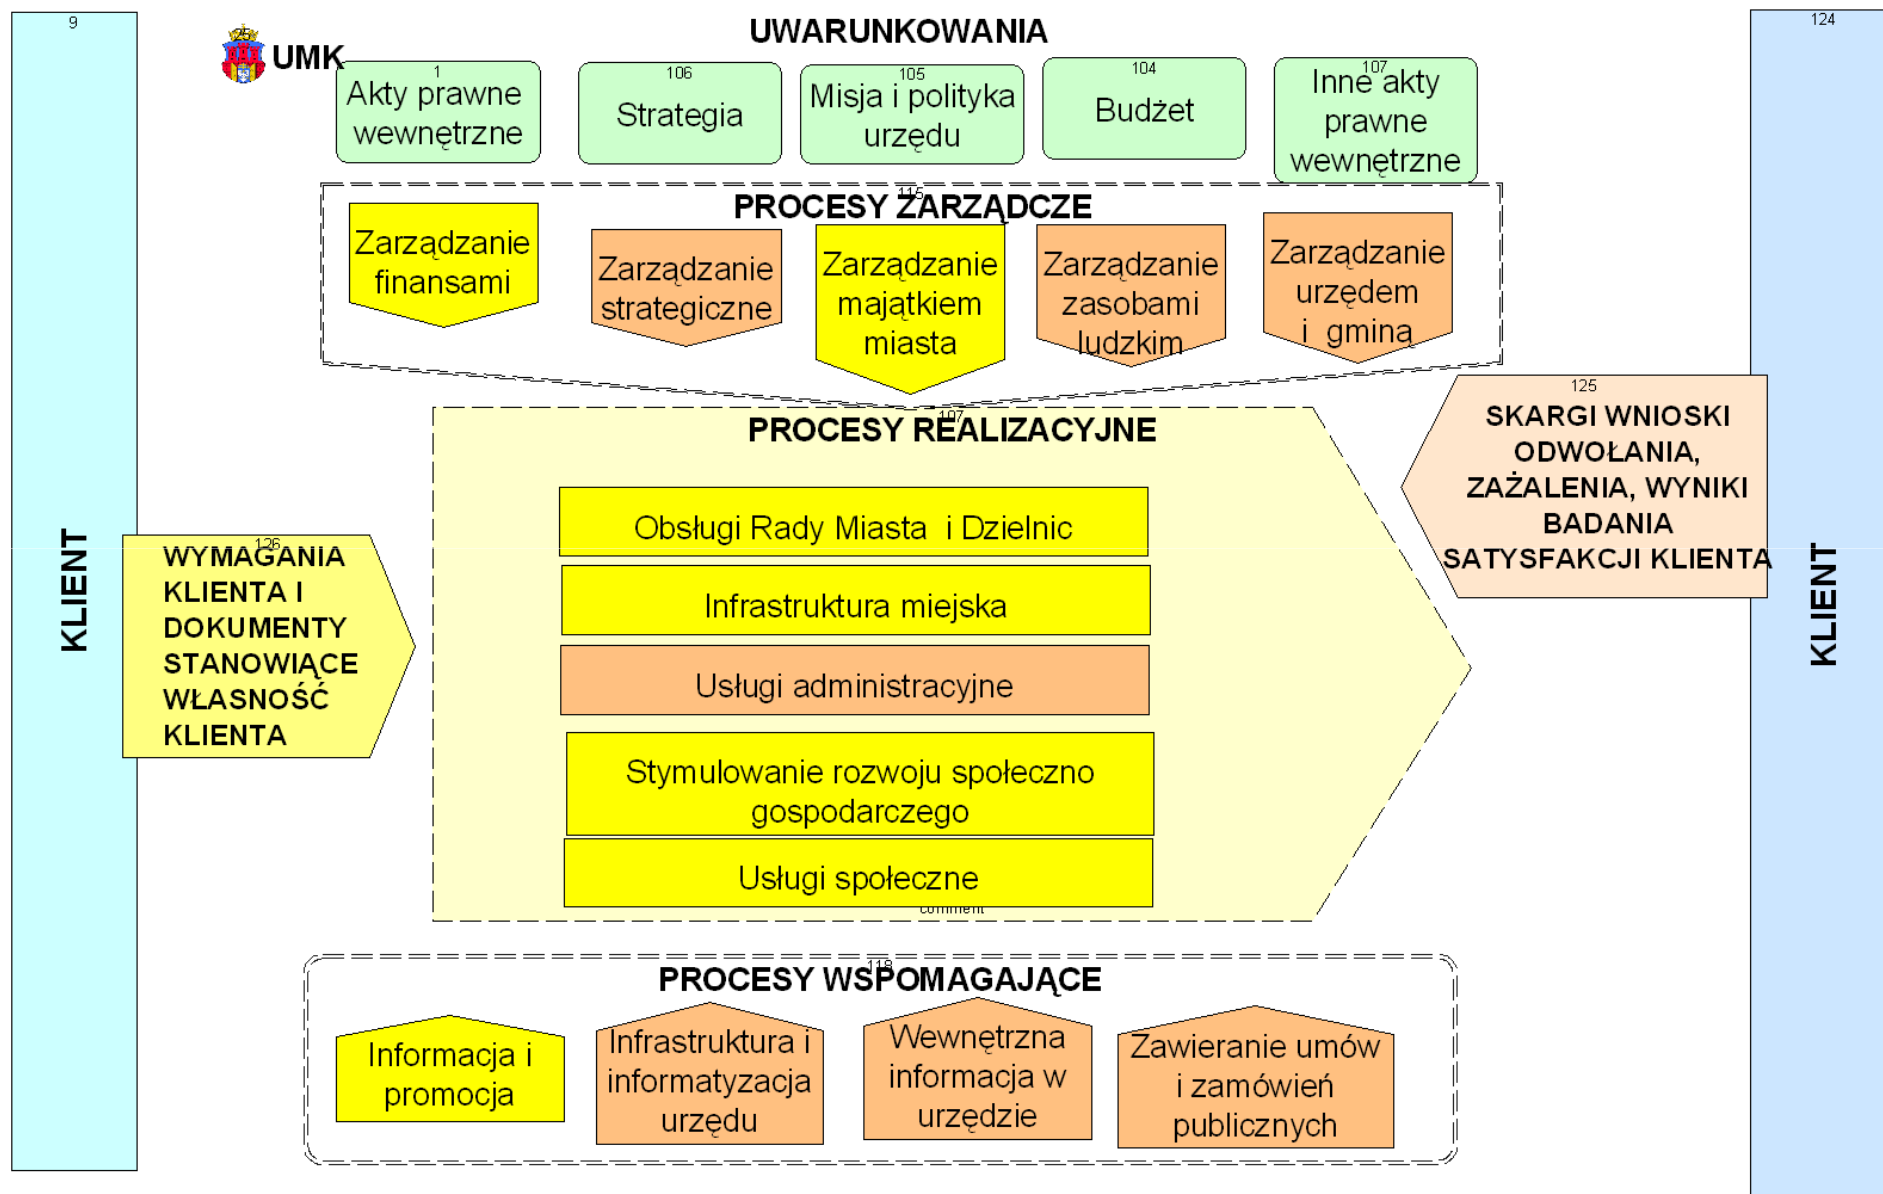 9
124
25
UMK
UWARUNKOWANIA
1
Akty prawne
wewnętrzne
106
Strategia
105
Misja i polityka
urzędu
104
Budżet
107
Inne akty
prawne
wewnętrzne
115
PROCESY ZARZĄDCZE
Zarządzanie
finansami
Zarządzanie
strategiczne
Zarządzanie
majątkiem
miasta
Zarządzanie
zasobami
ludzkim
Zarządzanie
urzędem
i gminą
107
PROCESY REALIZACYJNE
125
SKARGI WNIOSKI
ODWOŁANIA,
ZAŻALENIA, WYNIKI
BADANIA
SATYSFAKCJI KLIENTA
KLIENT
126
WYMAGANIA
KLIENTA I
DOKUMENTY
STANOWIĄCE
WŁASNOŚĆ
KLIENTA
Obsługi Rady Miasta i Dzielnic
Infrastruktura miejska
Usługi administracyjne
Stymulowanie rozwoju społeczno
gospodarczego
Usługi społeczne
comment
KLIENT
118
PROCESY WSPOMAGAJĄCE
Informacja i
promocja
Infrastruktura i
informatyzacja
urzędu
Wewnętrzna
informacja w
urzędzie
Zawieranie umów
i zamówień
publicznych